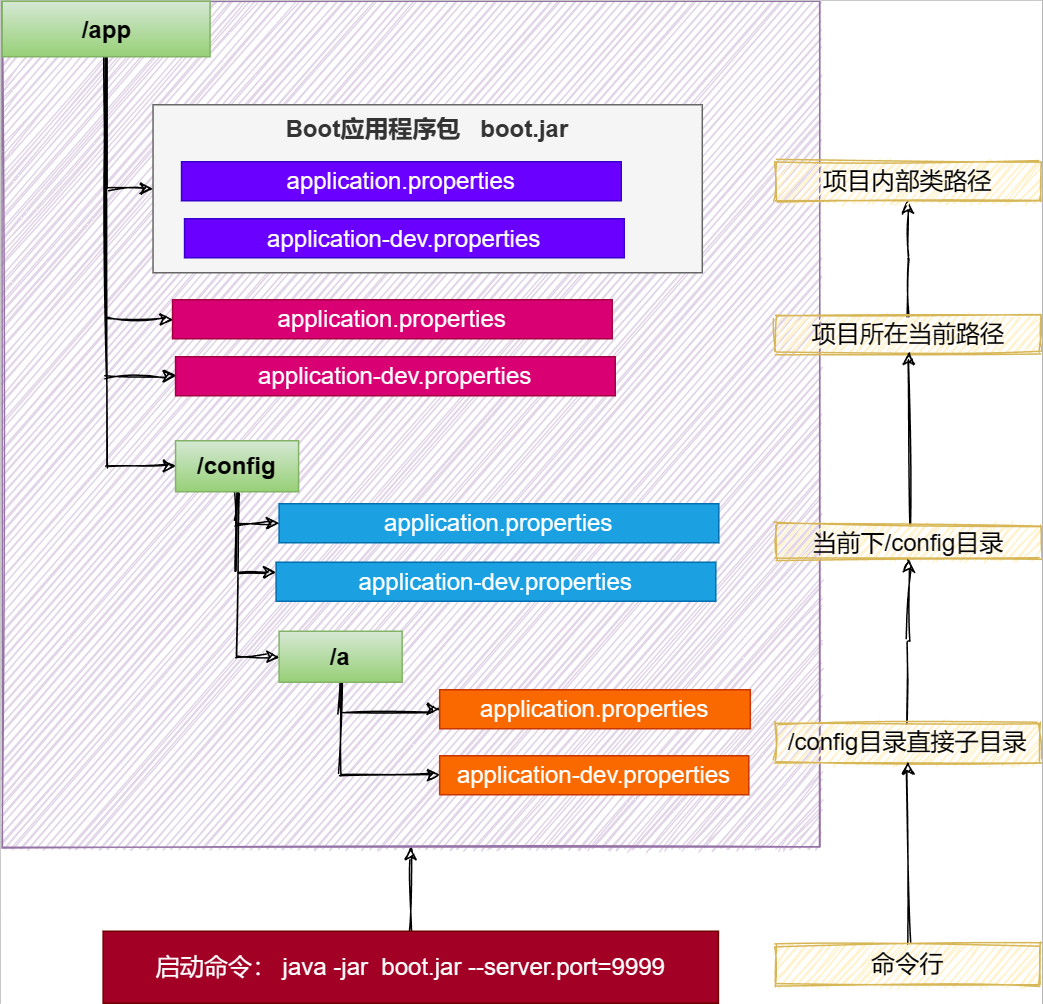 /app
Boot应用程序包 boot.jar
application.properties
application-dev.properties
application.properties
application-dev.properties
/config
application.properties
application-dev.properties
/a
application.properties
application-dev.properties
启动命令： java -jar boot.jar --server.port=9999
项目内部类路径
项目所在当前路径
当前下/config目录
/config目录直接子目录
命令行